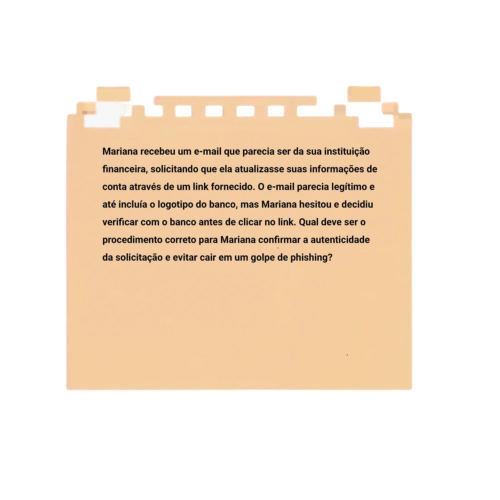 Mariana recebeu um e-mail que parecia ser da sua instituição
financeira, solicitando que ela atualizasse suas informações de
conta através de um link fornecido. O e-mail parecia legítimo e
até incluía o logotipo do banco, mas Mariana hesitou e decidiu
verificar com o banco antes de clicar no link. Qual deve ser o
procedimento correto para Mariana confirmar a autenticidade
da solicitação e evitar cair em um golpe de phishing?